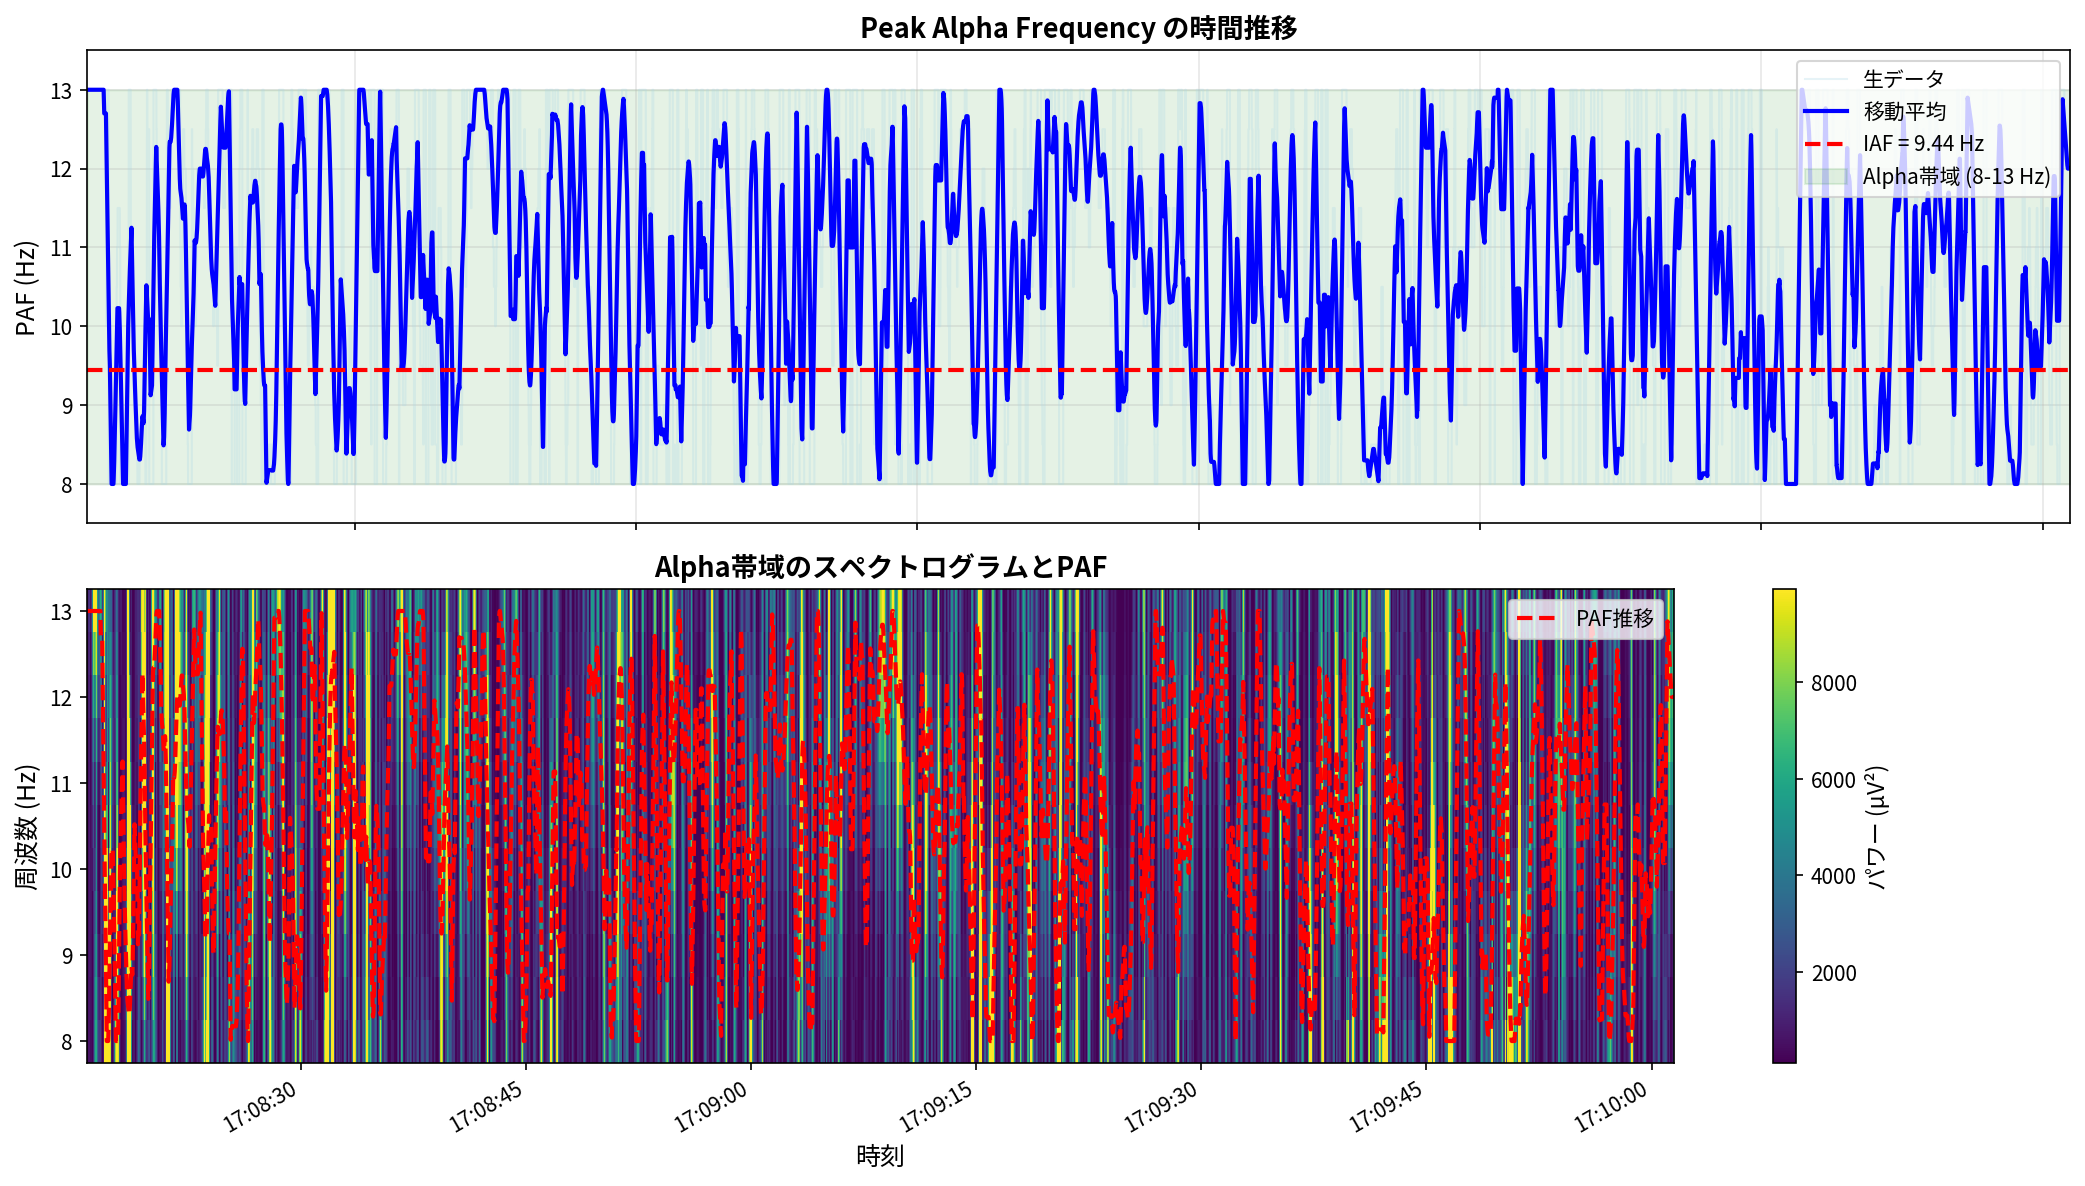 Peak Alpha Frequency の時間推移
PAF (Hz)
13
12
11
10
9
8
生データ
移動平均
IAF = 9.44 Hz
Alpha帯域 (8-13 Hz)
Alpha帯域のスペクトログラムとPAF
周波数 (Hz)
13
12
11
10
9
8
PAF推移
17:08:30
17:08:45
17:09:00
17:09:15
17:09:30
17:09:45
17:10:00
時刻
8000
6000
4000
2000
パワー (μV²)